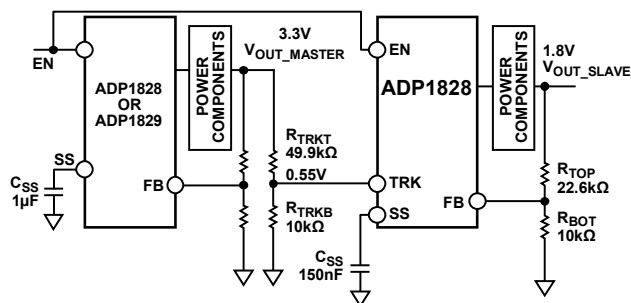 EN
ADP1828
OR
ADP1829
SS
CSS
1µF
FB
POWER
COMPONENTS
3.3V
VOUT_MASTER
RTRKT
49.9kΩ
0.55V
RTRKB
10kΩ
EN
ADP1828
TRK
SS
FB
CSS
150nF
POWER
COMPONENTS
1.8V
VOUT_SLAVE
RTOP
22.6kΩ
RBOT
10kΩ